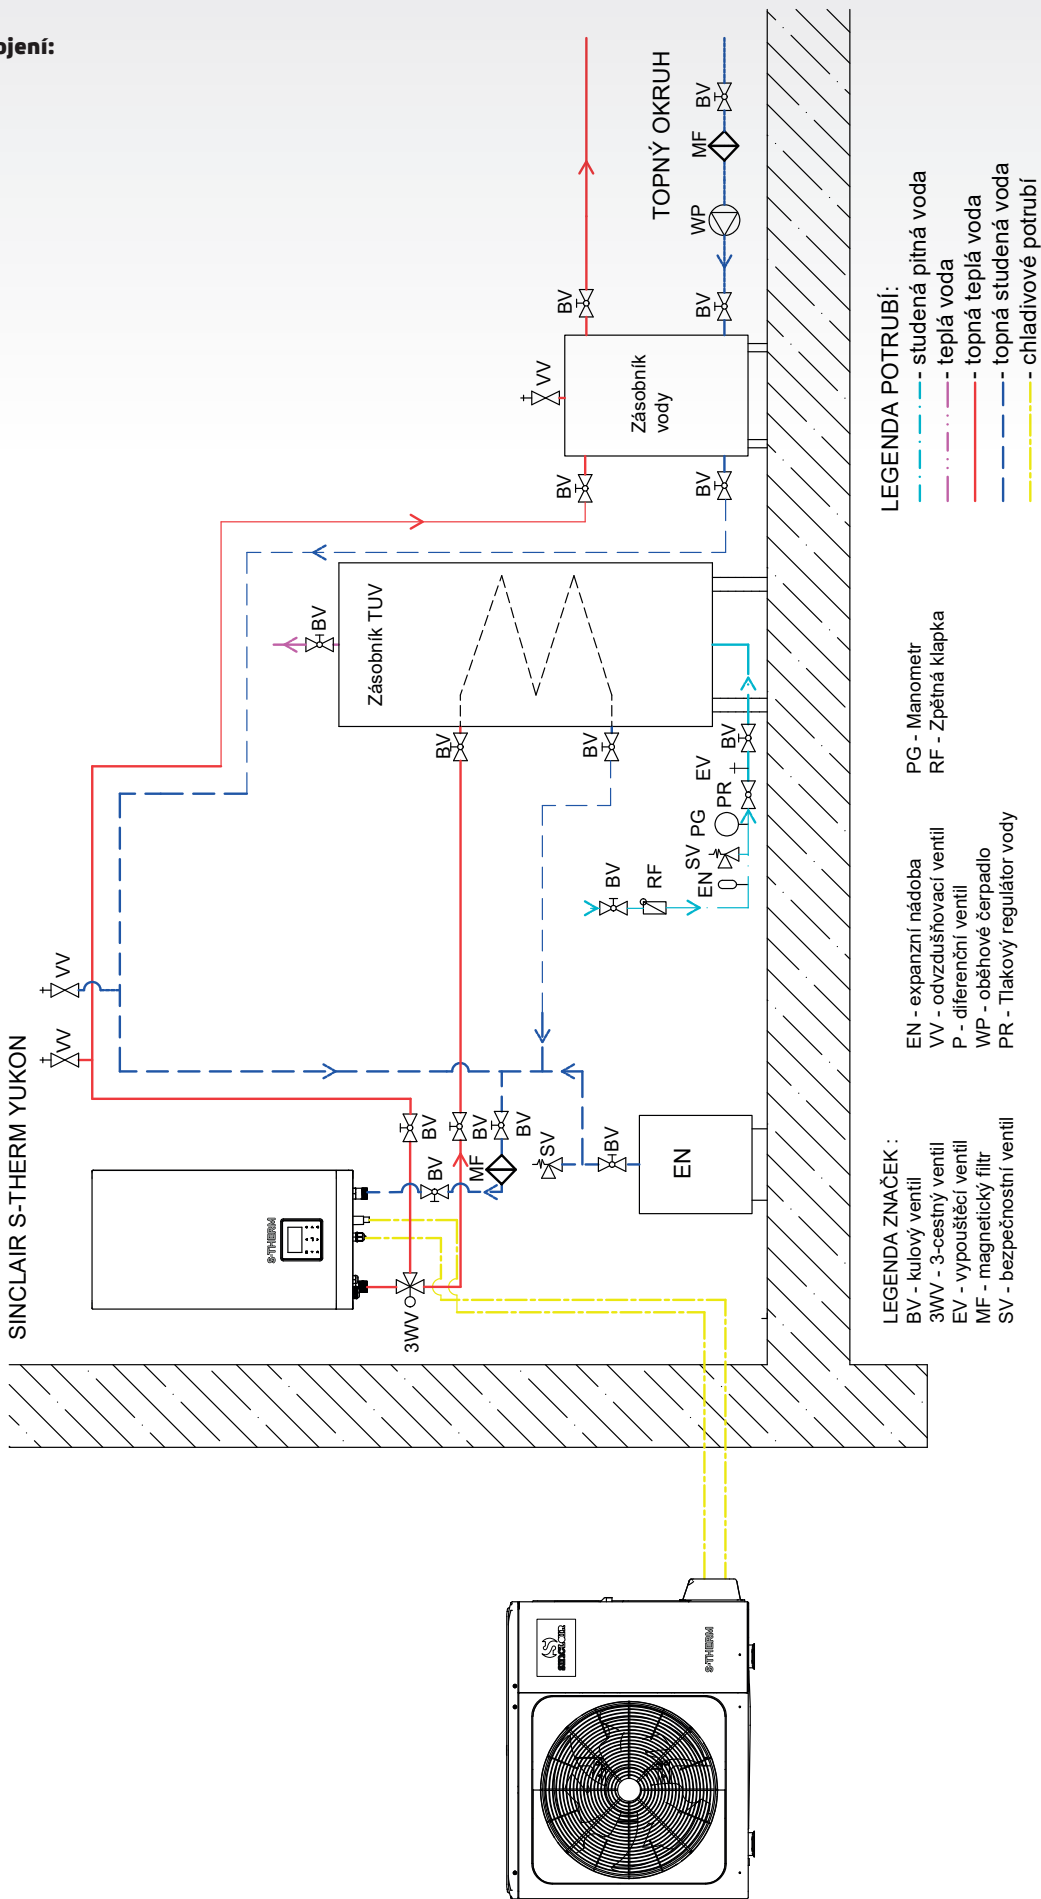 ojení:
SINCLAIR S-THERM YUKON
VV
VV
S-THERM
3WV
BV
BV
BV
MF
BV
SV
BV
EN
Zásobník TUV
BV
BV
BV
BV
RF
EN
SV
PG
PR
EV
BV
Zásobník
vody
VV
BV
BV
BV
BV
TOPNÝ OKRUH
WP
MF
BV
SINCLAIR
S-THERM
LEGENDA ZNAČEK :
BV - kulový ventil
3WV - 3-cestný ventil
EV - vypouštěcí ventil
MF - magnetický filtr
SV - bezpečnostní ventil
EN - expanzní nádoba
VV - odvzdušňovací ventil
P - diferenční ventil
WP - oběhové čerpadlo
PR - Tlakový regulátor vody
PG - Manometr
RF - Zpětná klapka
LEGENDA POTRUBÍ:
- studená pitná voda
- teplá voda
- topná teplá voda
- topná studená voda
- chladivové potrubí